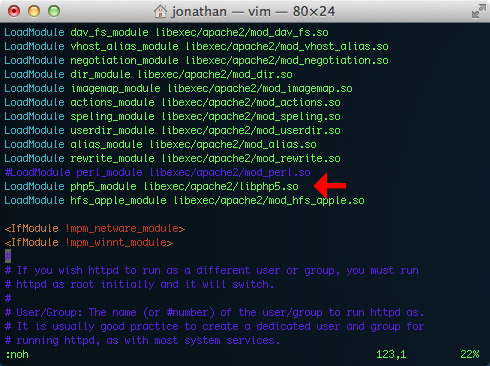 jonathan — vim — 80×24
LoadModule dav_fs_module libexec/apache2/mod_dav_fs.so
LoadModule vhost_alias_module libexec/apache2/mod_vhost_alias.so
LoadModule negotiation_module libexec/apache2/mod_negotiation.so
LoadModule dir_module libexec/apache2/mod_dir.so
LoadModule imagemap_module libexec/apache2/mod_imagemap.so
LoadModule actions_module libexec/apache2/mod_actions.so
LoadModule speling_module libexec/apache2/mod_speling.so
LoadModule userdir_module libexec/apache2/mod_userdir.so
LoadModule alias_module libexec/apache2/mod_alias.so
LoadModule rewrite_module libexec/apache2/mod_rewrite.so
#LoadModule perl_module libexec/apache2/mod_perl.so
LoadModule php5_module libexec/apache2/libphp5.so
LoadModule hfs_apple_module libexec/apache2/mod_hfs_apple.so
<IfModule !mpm_netware_module>
<IfModule !mpm_winnt_module>
#
# If you wish httpd to run as a different user or group, you must run
# httpd as root initially and it will switch.
#
# User/Group: The name (or #number) of the user/group to run httpd as.
# It is usually good practice to create a dedicated user and group for
# running httpd, as with most system services.
:noh 123,1 22%